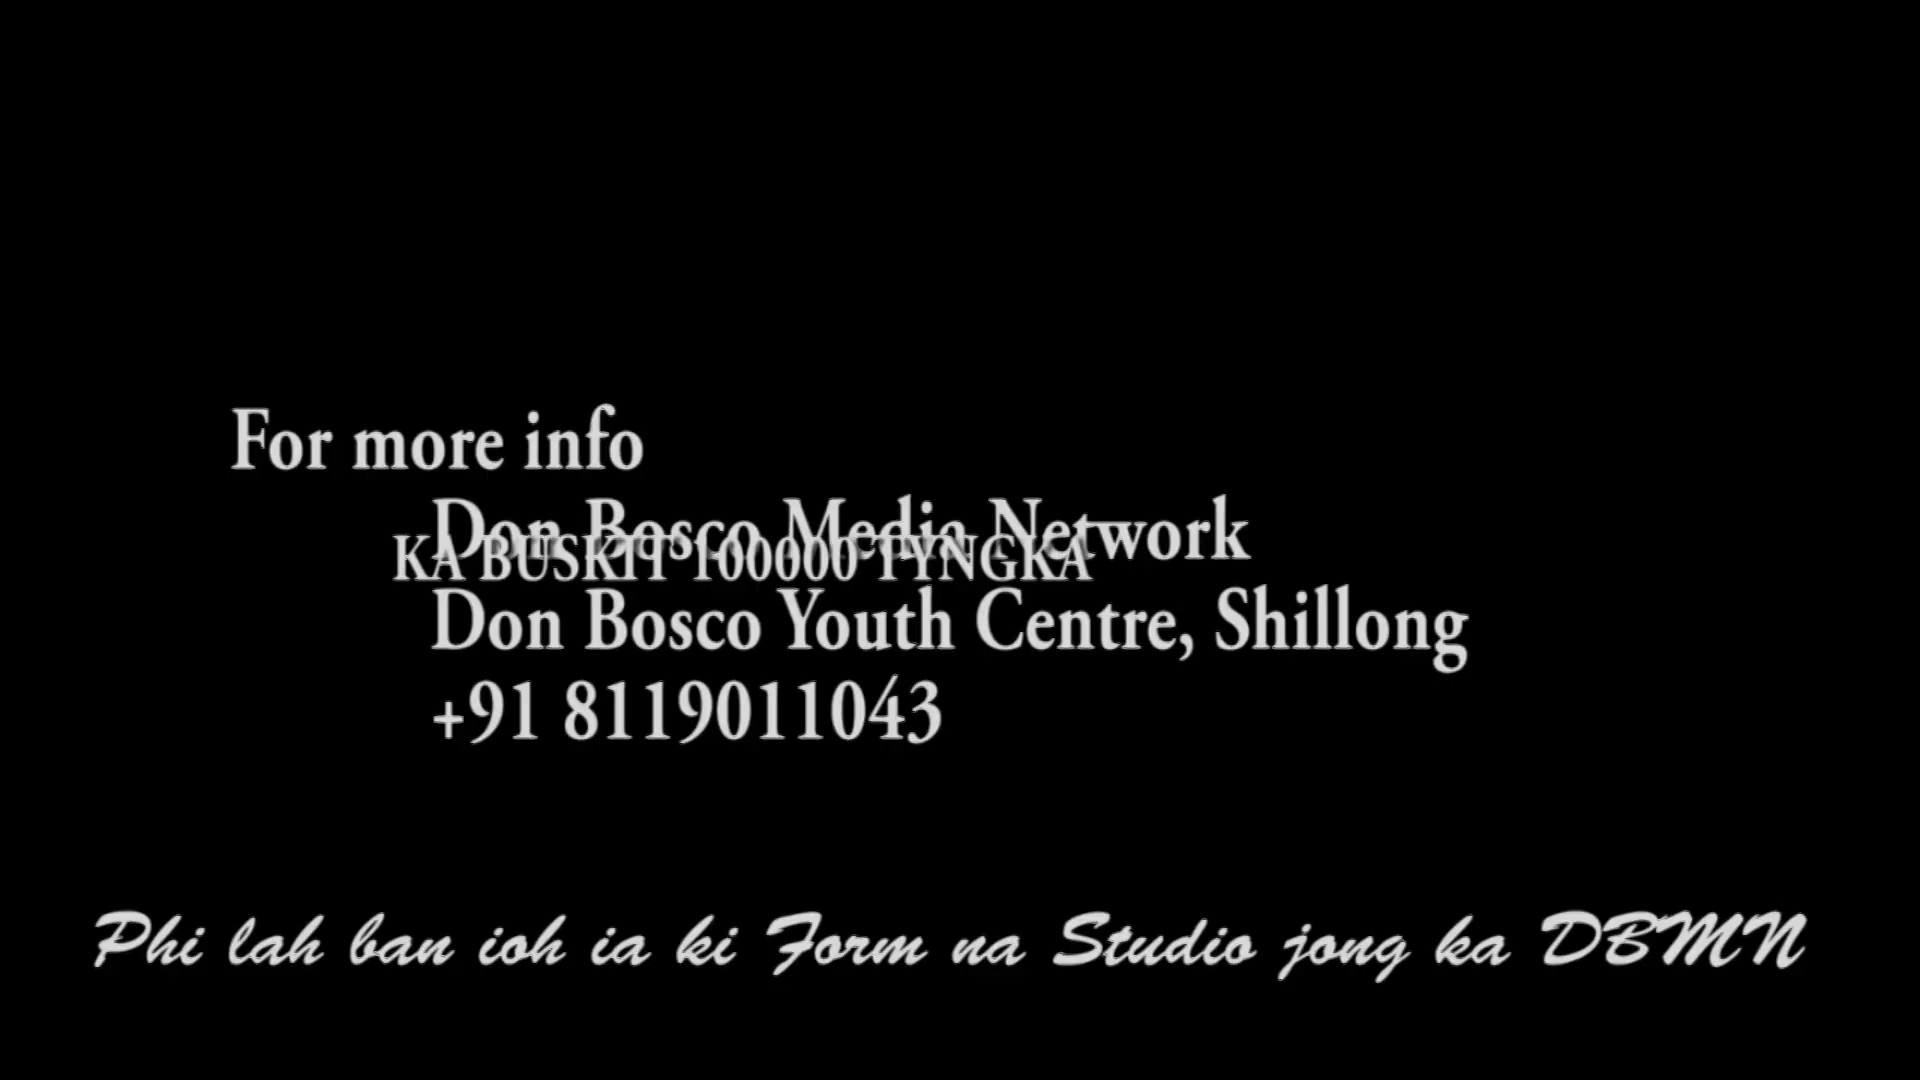 For more info
Don Bosco Media Network
KA BUSKIT 100000 TYNGKA
Don Bosco Youth Centre, Shillong
+91 8119011043
Phi lah ban ioh ia ki Form na Studio jong ka DBMN